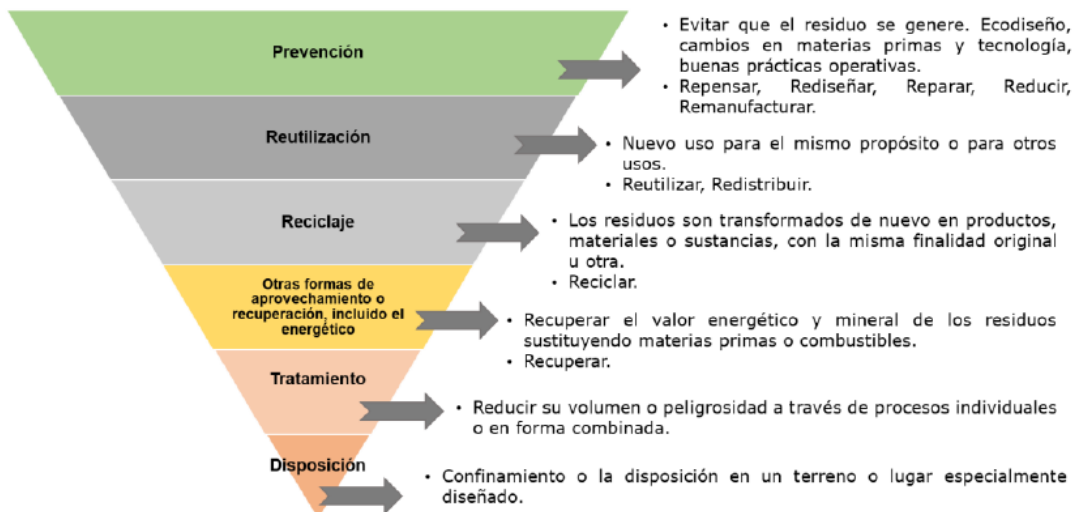 Prevención
• Evitar que el residuo se genere. Ecodiseño,
cambios en materias primas y tecnología,
buenas prácticas operativas.
• Repensar, Rediseñar, Reparar, Reducir,
Remanufacturar.
Reutilización
• Nuevo uso para el mismo propósito o para otros
usos.
• Reutilizar, Redistribuir.
Reciclaje
• Los residuos son transformados de nuevo en productos,
materiales o sustancias, con la misma finalidad original
u otra.
• Reciclar.
Otras formas de
aprovechamiento o
recuperación, incluido el
energético
• Recuperar el valor energético y mineral de los residuos
sustituyendo materias primas o combustibles.
• Recuperar.
Tratamiento
• Reducir su volumen o peligrosidad a través de procesos individuales
o en forma combinada.
Disposición
• Confinamiento o la disposición en un terreno o lugar especialmente
diseñado.